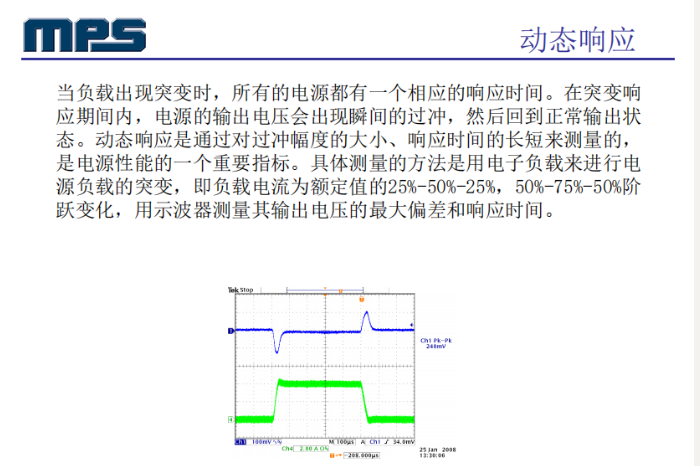 MPS
动态响应
当负载出现突变时，所有的电源都有一个相应的响应时间。在突变响
应期间内，电源的输出电压会出现瞬间的过冲，然后回到正常输出状
态。动态响应是通过对过冲幅度的大小、响应时间的长短来测量的，
是电源性能的一个重要指标。具体测量的方法是用电子负载来进行电
源负载的突变，即负载电流为额定值的25%-50%-25%，50%-75%-50%阶
跃变化，用示波器测量其输出电压的最大偏差和响应时间。
Tek Stop
Ch1 Pk-Pk
248mV
Ch1 100mV M 100µs A Ch1 34.0mV
Ch4 2.00 A
-208.000µs
25 Jan 2008
13:30:06